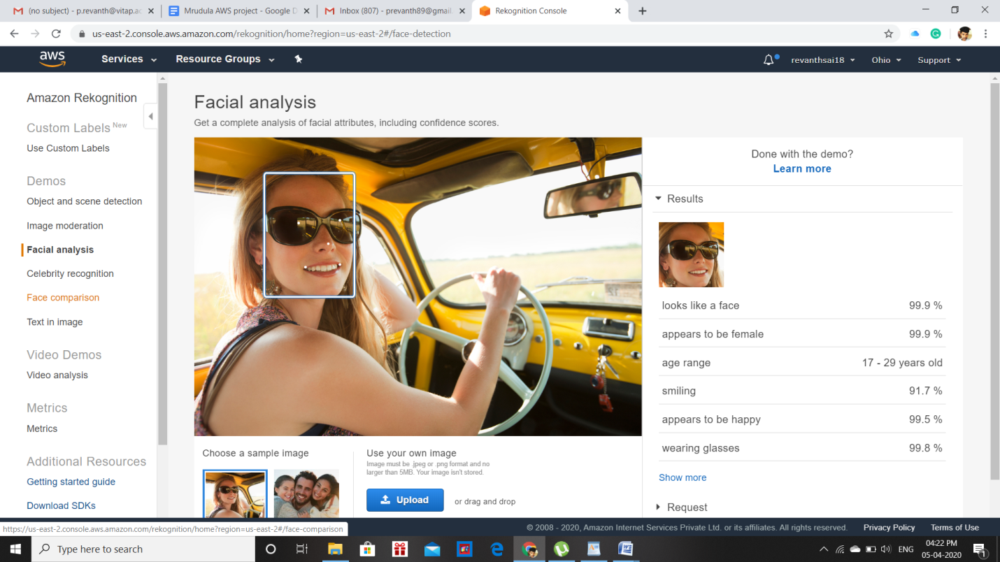 (no subject) - p.revanth@vitap.ac
Mrudula AWS project - Google D
Inbox (807) - prevanth89@gmail.
Rekognition Console
us-east-2.console.aws.amazon.com/rekognition/home?region=us-east-2#/face-detection
aws
Services
Resource Groups
revanthsai18
Ohio
Support
Amazon Rekognition
Custom Labels New
Use Custom Labels
Demos
Object and scene detection
Image moderation
Facial analysis
Celebrity recognition
Face comparison
Text in image
Video Demos
Video analysis
Metrics
Metrics
Additional Resources
Getting started guide
Download SDKs
Facial analysis
Get a complete analysis of facial attributes, including confidence scores.
Choose a sample image
Use your own image
Image must be .jpeg or .png format and no
larger than 5MB. Your image isn't stored.
Upload
or drag and drop
Done with the demo?
Learn more
Results
looks like a face 99.9 %
appears to be female 99.9 %
age range 17 - 29 years old
smiling 91.7 %
appears to be happy 99.5 %
wearing glasses 99.8 %
Show more
Request
https://us-east-2.console.aws.amazon.com/rekognition/home?region=us-east-2#/face-comparison
© 2008 - 2020, Amazon Internet Services Private Ltd. or its affiliates. All rights reserved.
Privacy Policy
Terms of Use
Type here to search
ENG
04:22 PM
05-04-2020
1